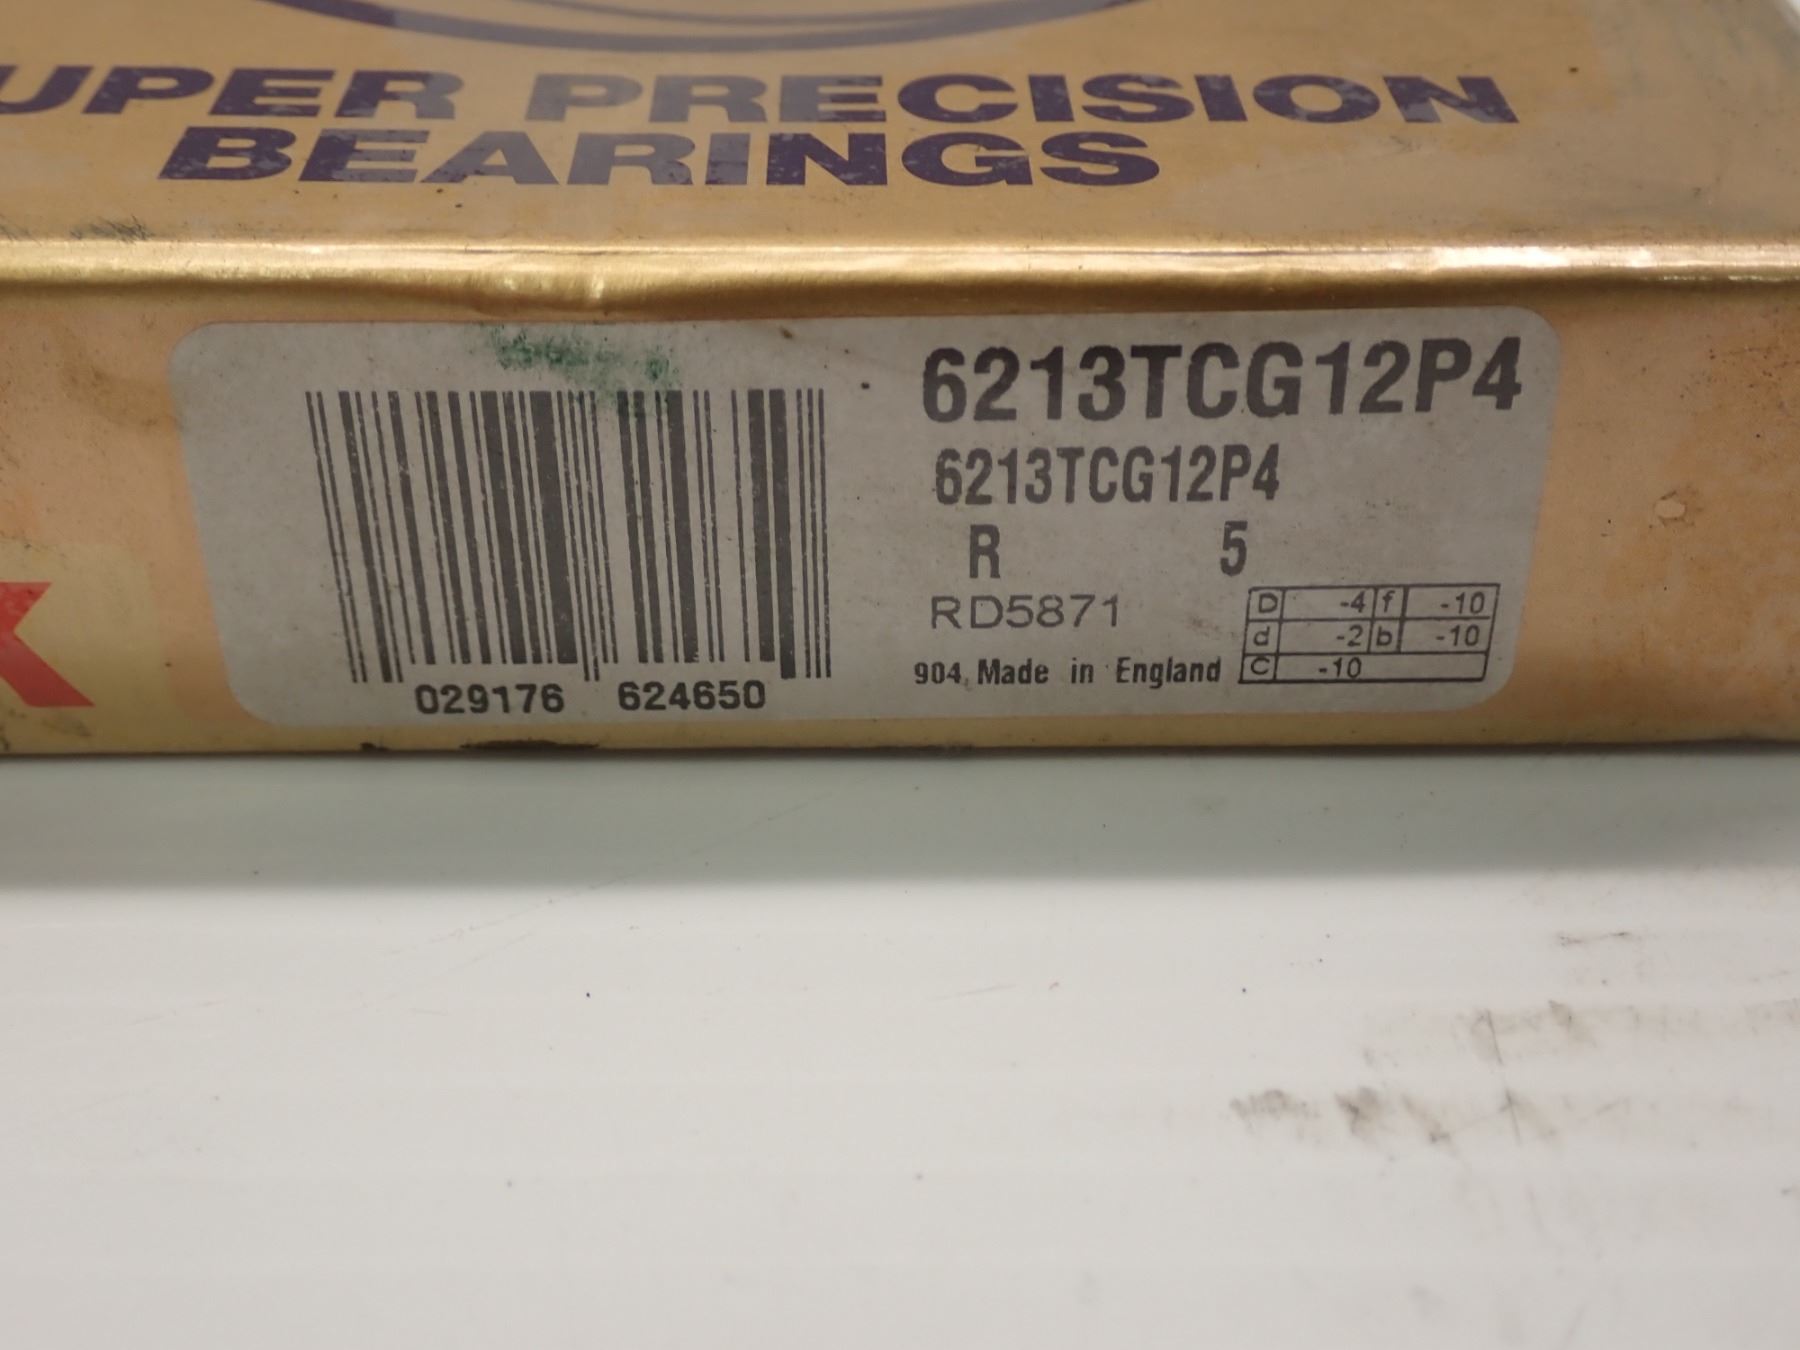 UPER PRECISION
BEARINGS
6213TCG12P4
6213TCG12P4
R 5
RD5871
D -4 f -10
d -2 b -10
904 Made in England C -10
029176 624650